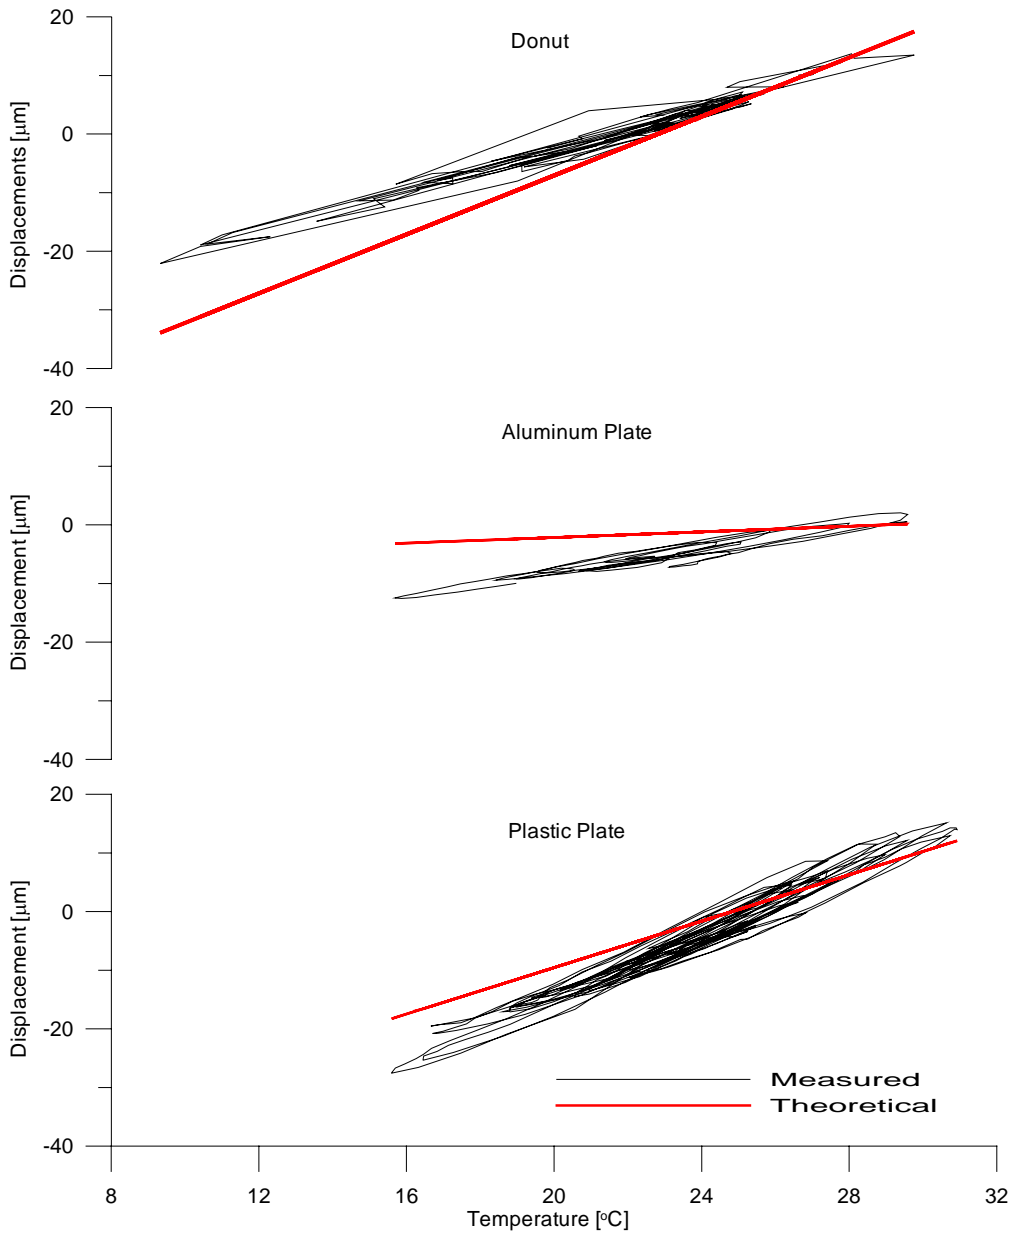 Donut
Displacements [µm]
20
0
-20
-40
Aluminum Plate
Displacement [µm]
20
0
-20
-40
Plastic Plate
Displacement [µm]
20
0
-20
-40
Measured
Theoretical
8 12 16 20 24 28 32
Temperature [°C]